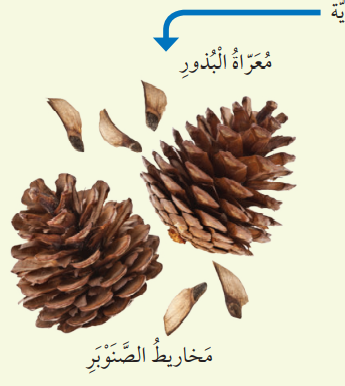 يَّة
مُعَرّاةُ الْبُذورِ
مَخاريطُ الصَّنَوْبَرِ